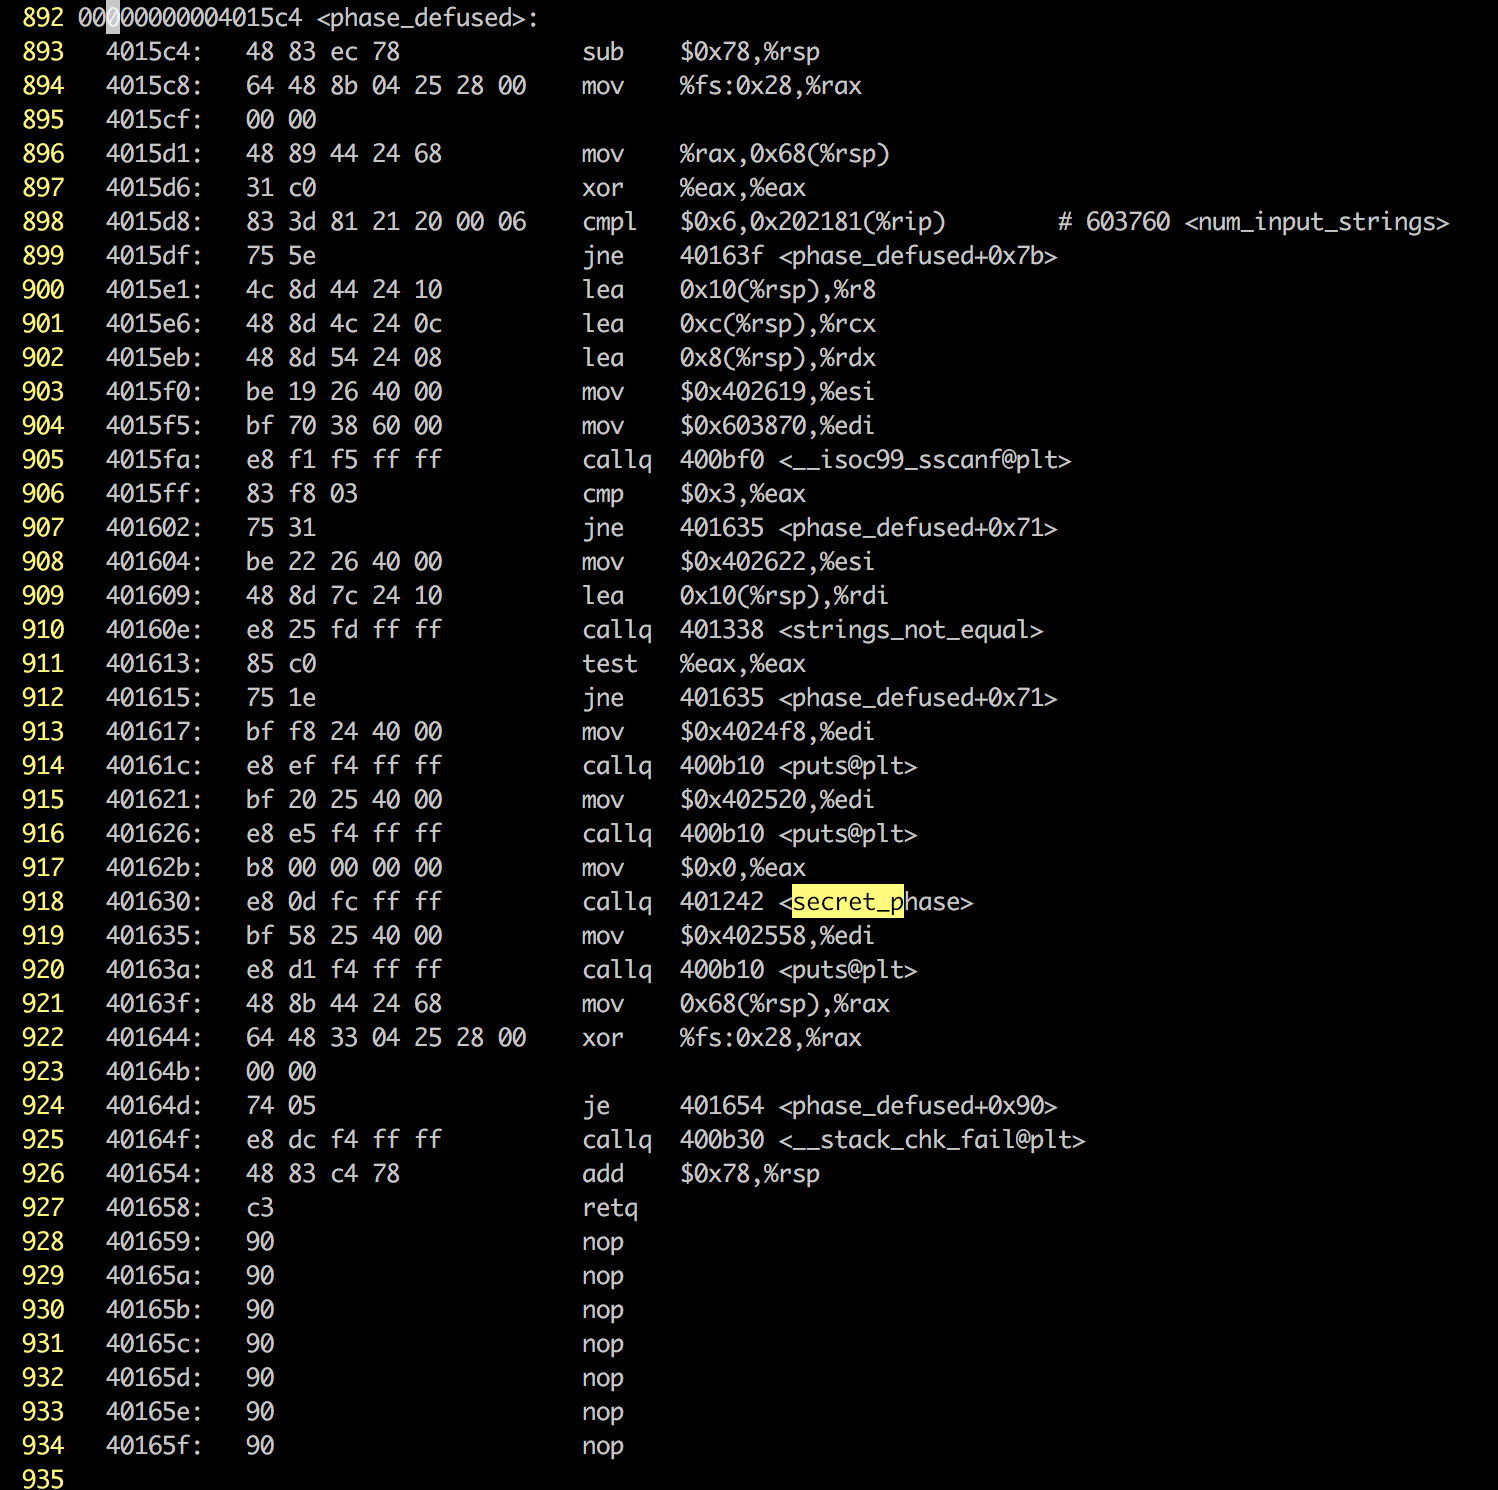 892 00000000004015c4 <phase_defused>:
893   4015c4:   48 83 ec 78             sub    $0x78,%rsp
894   4015c8:   64 48 8b 04 25 28 00    mov    %fs:0x28,%rax
895   4015cf:   00 00
896   4015d1:   48 89 44 24 68          mov    %rax,0x68(%rsp)
897   4015d6:   31 c0                   xor    %eax,%eax
898   4015d8:   83 3d 81 21 20 00 06    cmpl   $0x6,0x202181(%rip)        # 603760 <num_input_strings>
899   4015df:   75 5e                   jne    40163f <phase_defused+0x7b>
900   4015e1:   4c 8d 44 24 10          lea    0x10(%rsp),%r8
901   4015e6:   48 8d 4c 24 0c          lea    0xc(%rsp),%rcx
902   4015eb:   48 8d 54 24 08          lea    0x8(%rsp),%rdx
903   4015f0:   be 19 26 40 00          mov    $0x402619,%esi
904   4015f5:   bf 70 38 60 00          mov    $0x603870,%edi
905   4015fa:   e8 f1 f5 ff ff          callq  400bf0 <__isoc99_sscanf@plt>
906   4015ff:   83 f8 03                cmp    $0x3,%eax
907   401602:   75 31                   jne    401635 <phase_defused+0x71>
908   401604:   be 22 26 40 00          mov    $0x402622,%esi
909   401609:   48 8d 7c 24 10          lea    0x10(%rsp),%rdi
910   40160e:   e8 25 fd ff ff          callq  401338 <strings_not_equal>
911   401613:   85 c0                   test   %eax,%eax
912   401615:   75 1e                   jne    401635 <phase_defused+0x71>
913   401617:   bf f8 24 40 00          mov    $0x4024f8,%edi
914   40161c:   e8 ef f4 ff ff          callq  400b10 <puts@plt>
915   401621:   bf 20 25 40 00          mov    $0x402520,%edi
916   401626:   e8 e5 f4 ff ff          callq  400b10 <puts@plt>
917   40162b:   b8 00 00 00 00          mov    $0x0,%eax
918   401630:   e8 0d fc ff ff          callq  401242 <secret_phase>
919   401635:   bf 58 25 40 00          mov    $0x402558,%edi
920   40163a:   e8 d1 f4 ff ff          callq  400b10 <puts@plt>
921   40163f:   48 8b 44 24 68          mov    0x68(%rsp),%rax
922   401644:   64 48 33 04 25 28 00    xor    %fs:0x28,%rax
923   40164b:   00 00
924   40164d:   74 05                   je     401654 <phase_defused+0x90>
925   40164f:   e8 dc f4 ff ff          callq  400b30 <__stack_chk_fail@plt>
926   401654:   48 83 c4 78             add    $0x78,%rsp
927   401658:   c3                      retq
928   401659:   90                      nop
929   40165a:   90                      nop
930   40165b:   90                      nop
931   40165c:   90                      nop
932   40165d:   90                      nop
933   40165e:   90                      nop
934   40165f:   90                      nop
935